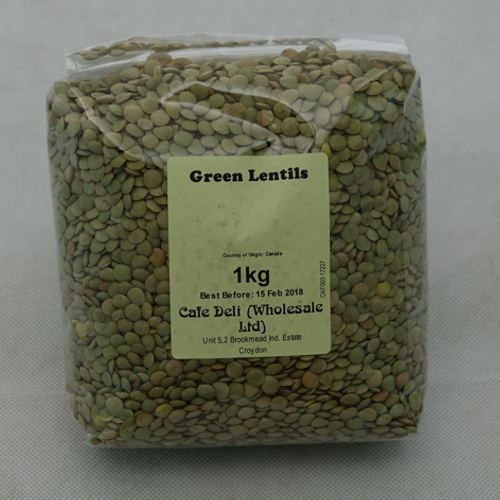 Green Lentils
Country of Origin: Canada
1kg
Best Before: 15 Feb 2018
Cafe Deli (Wholesale
Ltd)
Unit 5,2 Brookmead Ind. Estate
Croydon